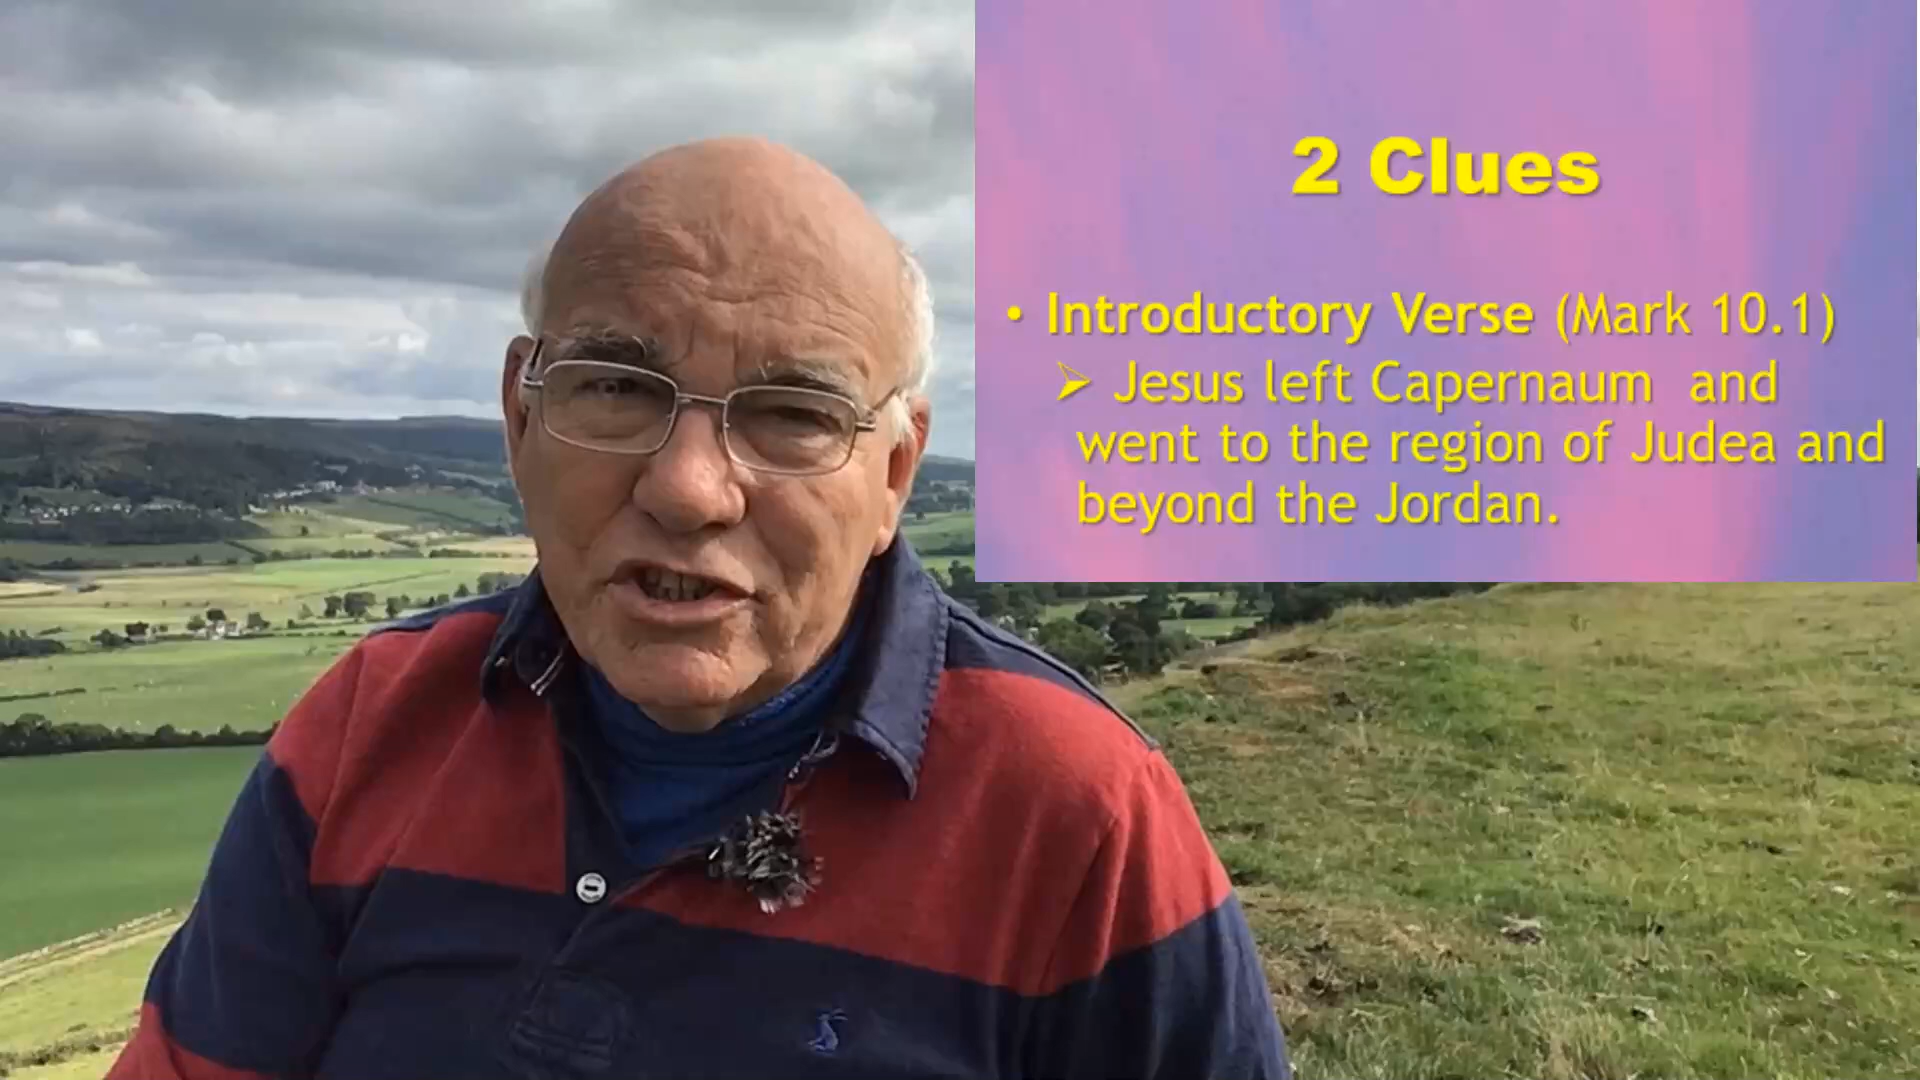 2 Clues
• Introductory Verse (Mark 10.1)
➢ Jesus left Capernaum and
went to the region of Judea and
beyond the Jordan.